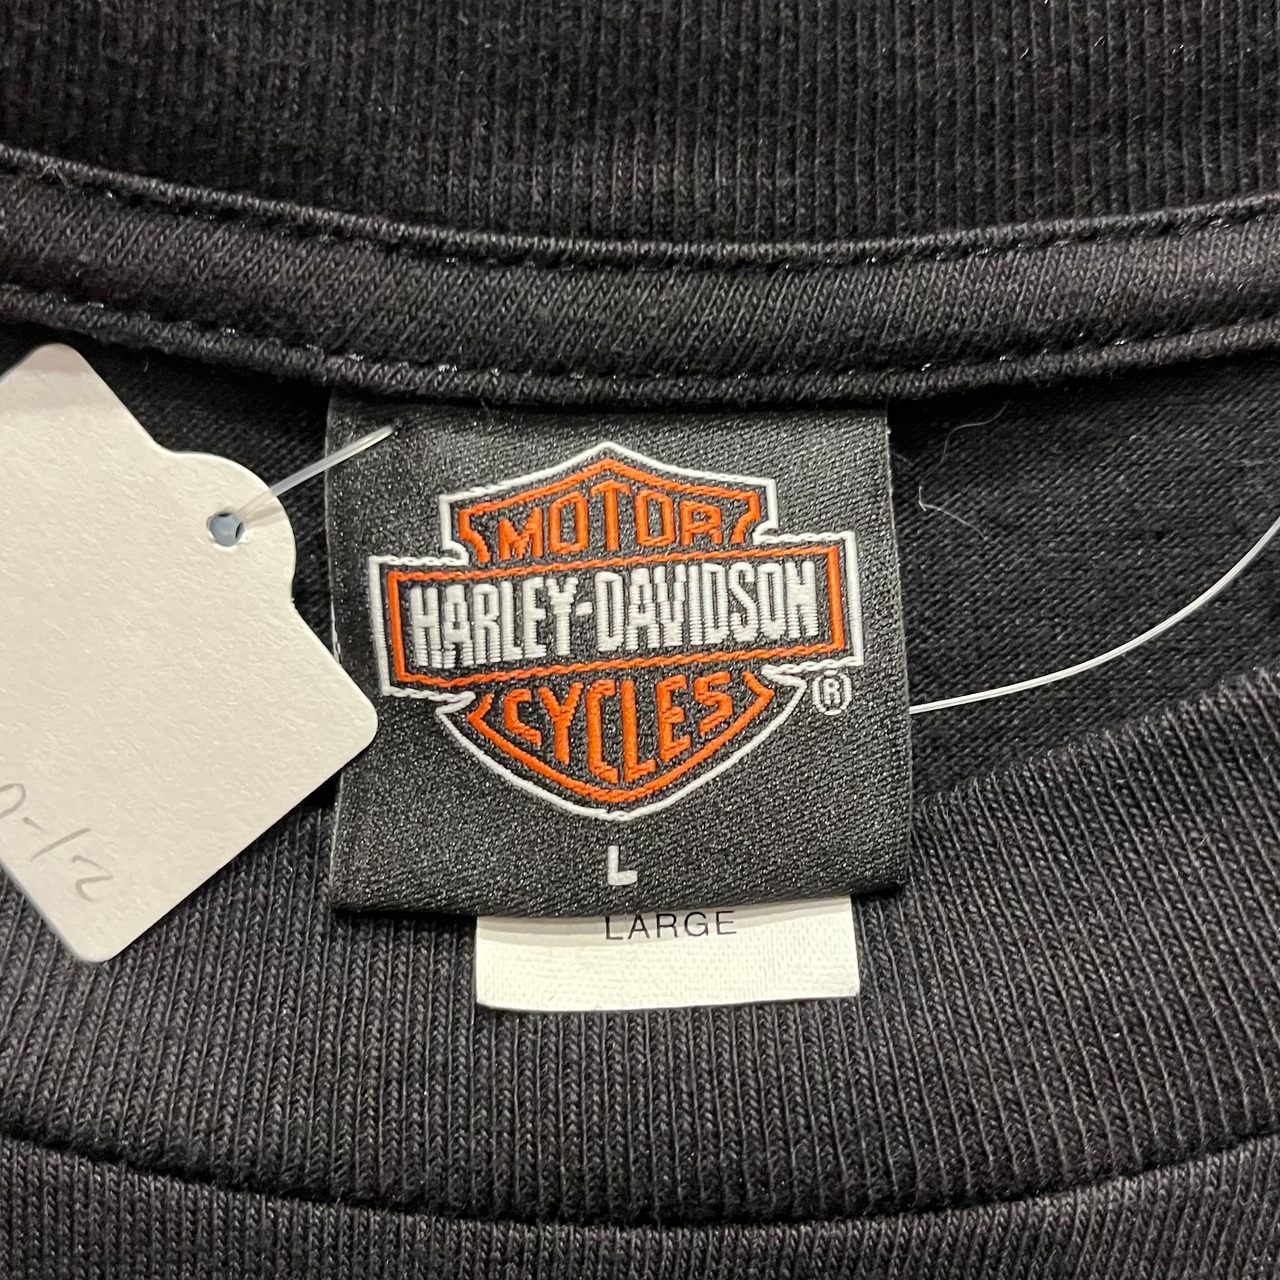 MOTOR
HARLEY-DAVIDSON
CYCLES
®
L
LARGE